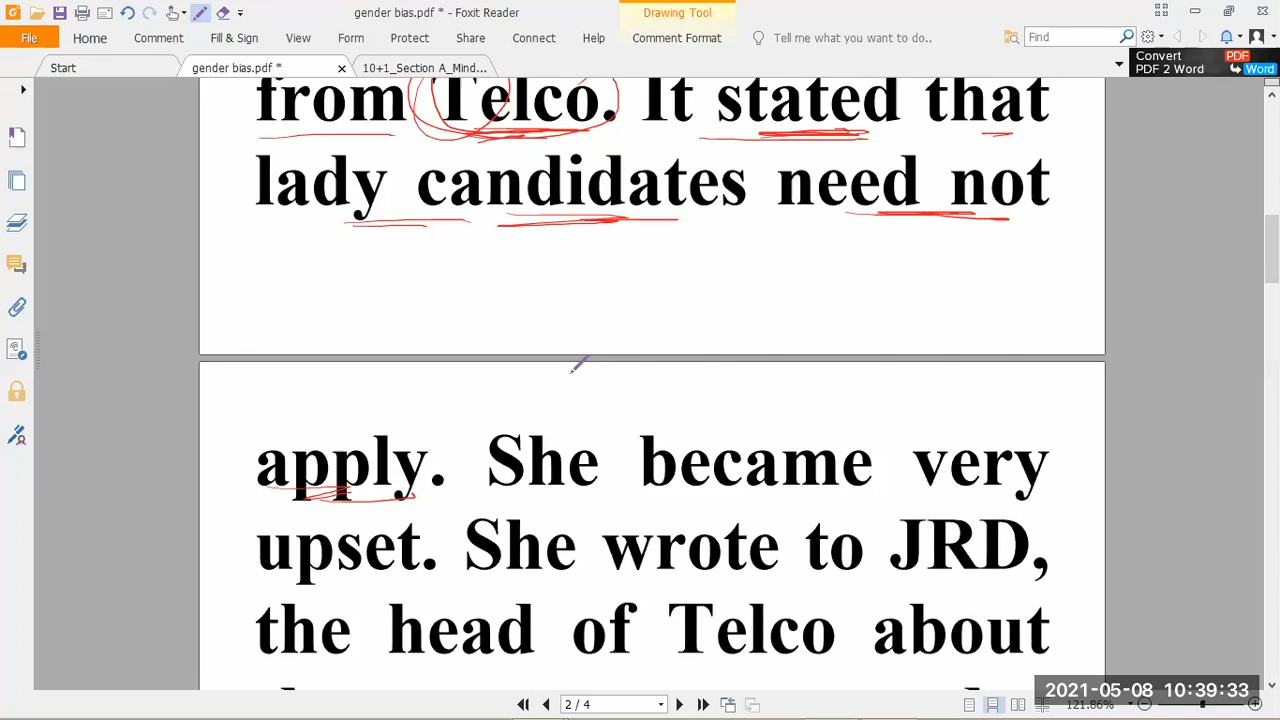 gender bias.pdf * - Foxit Reader
Drawing Tool
File Home Comment Fill & Sign View Form Protect Share Connect Help Comment Format Tell me what you want to do.. Find
Start gender bias.pdf * 10+1_Section A_Mind... Convert PDF
PDF 2 Word Word
from Telco. It stated that
lady candidates need not
apply. She became very
upset. She wrote to JRD,
the head of Telco about
2 / 4
2021-05-08 10:39:33
121.86%